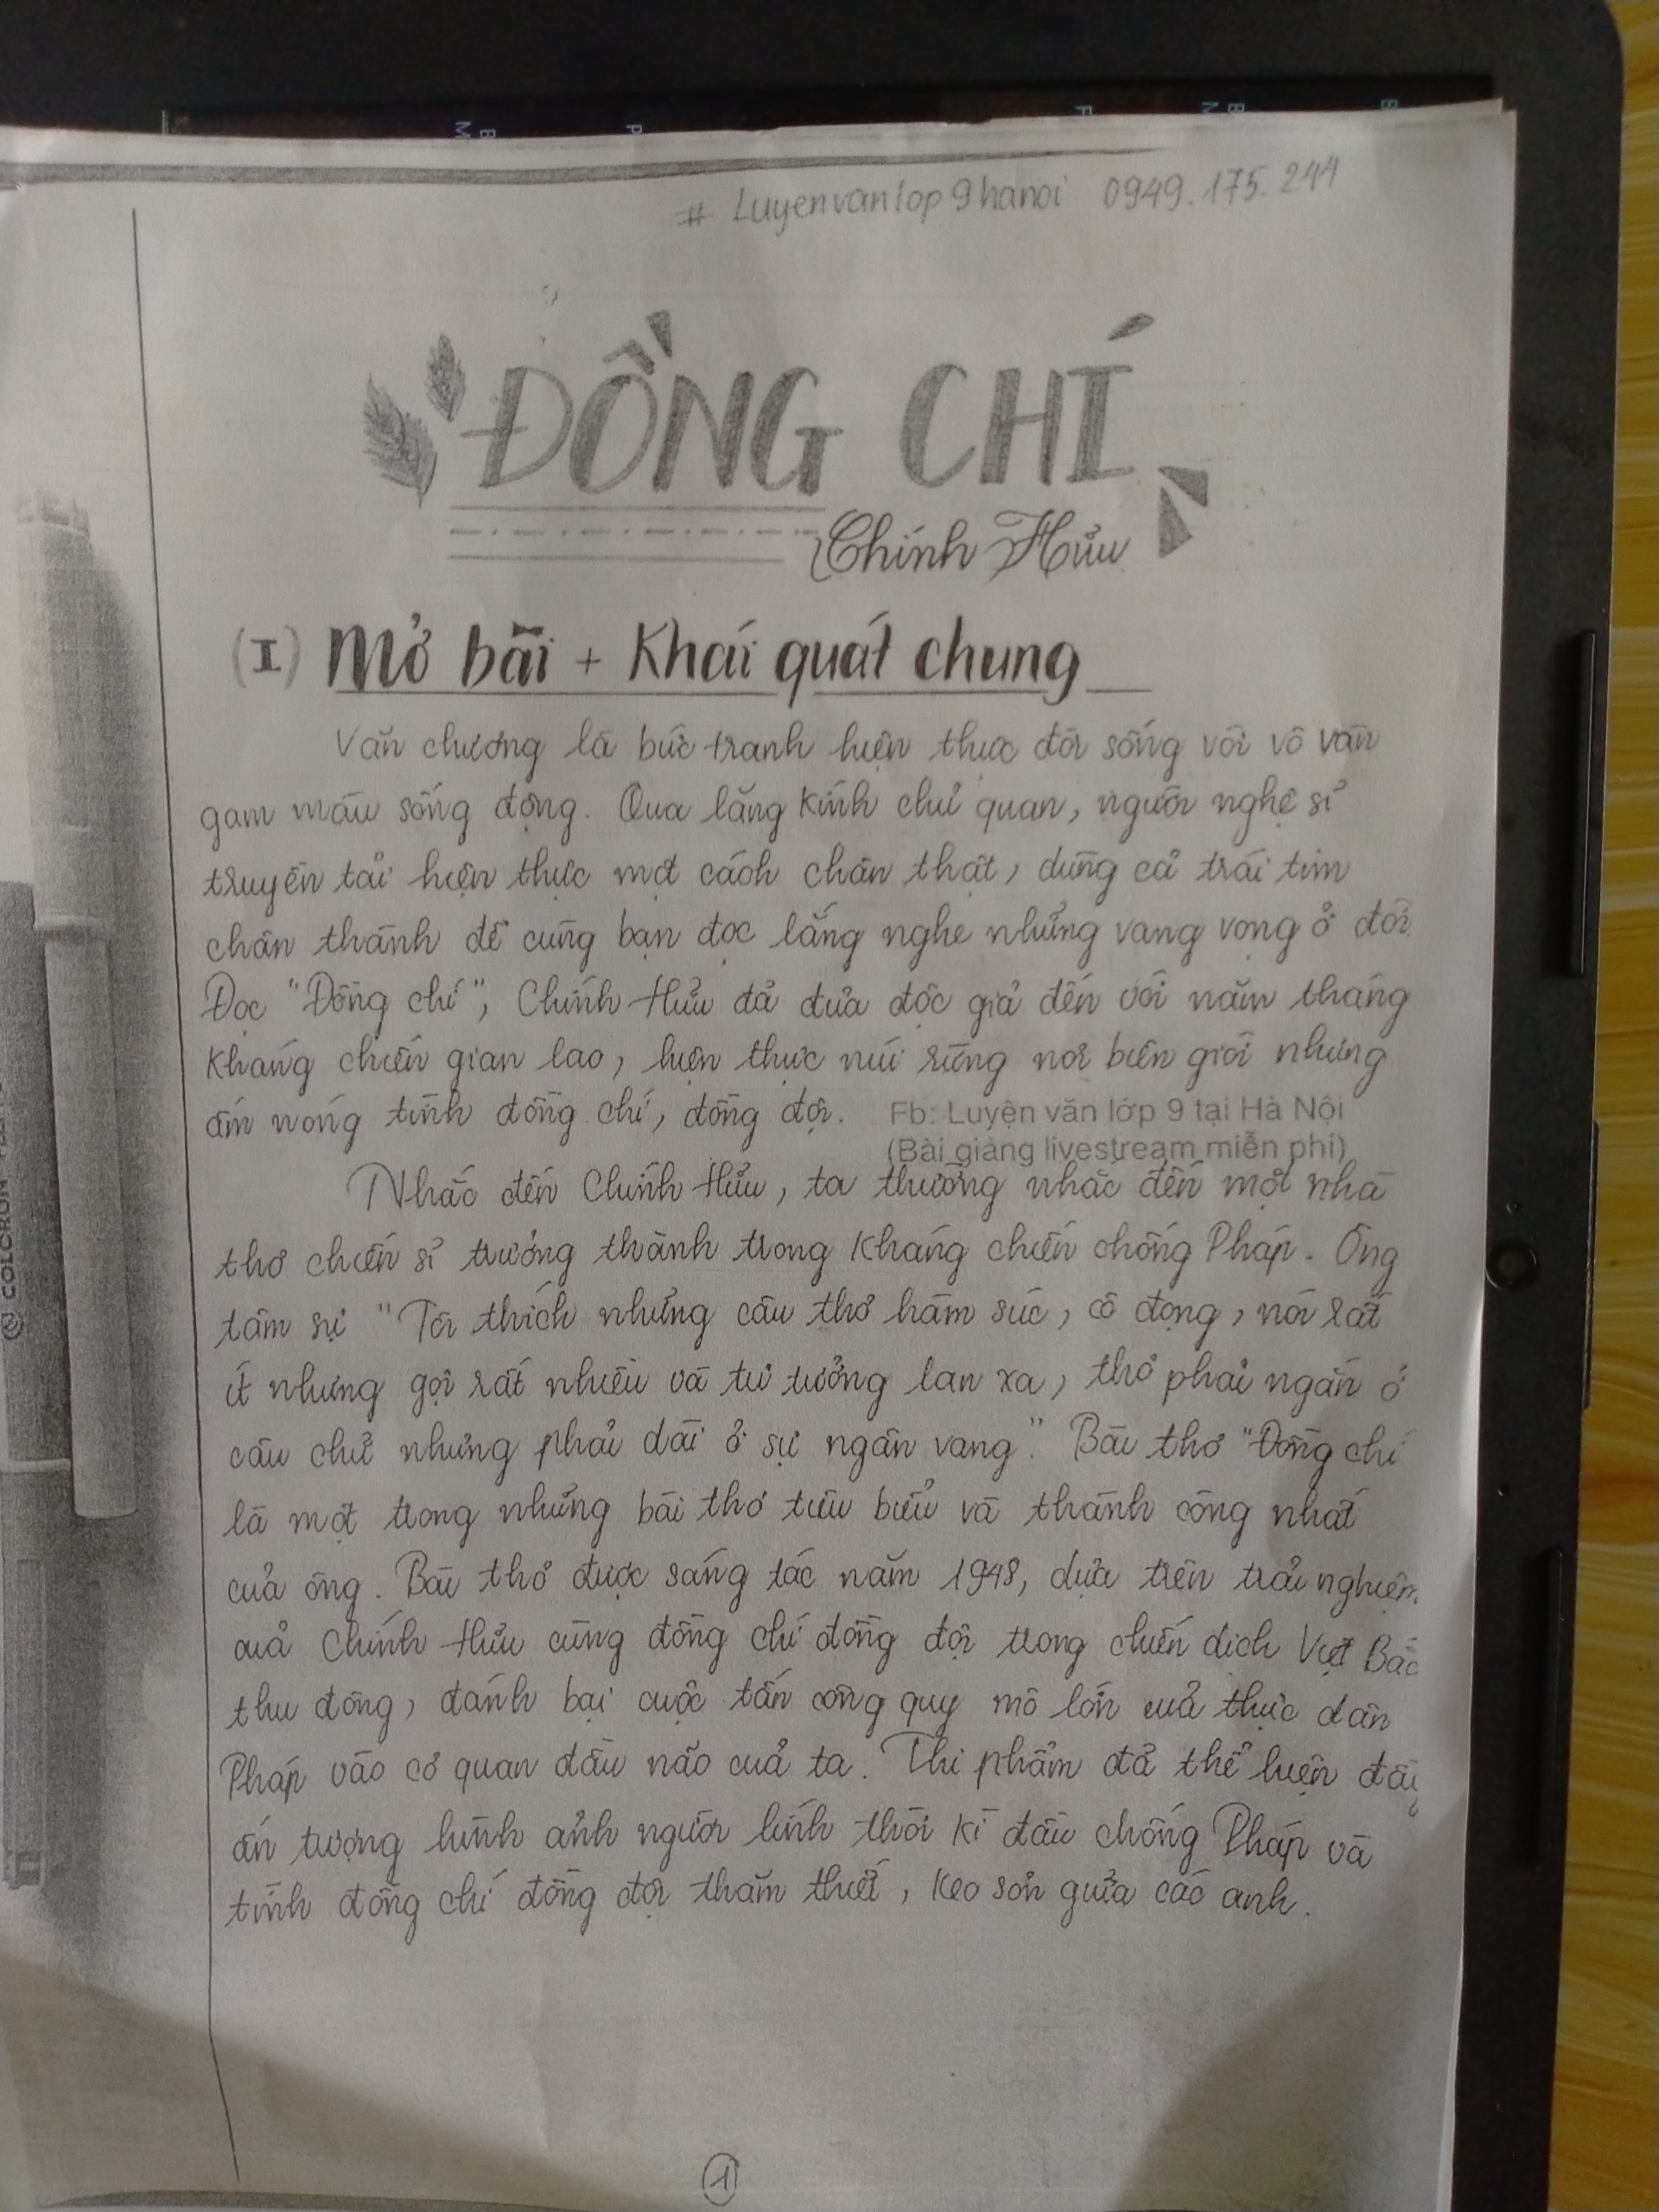 # Luyenvanlop9hanoi 0949.175.244
ĐỒNG CHÍ
Chính Hữu
(I) Mở bài + Khái quát chung
Văn chương là bức tranh hiện thực đời sống với vô vàn
gam màu sống động. Qua lăng kính chủ quan, người nghệ sĩ
truyền tải hiện thực một cách chân thật, dùng cả trái tim
chân thành để cùng bạn đọc lắng nghe những vang vọng ở đời.
Đọc "Đồng chí", Chính Hữu đã đưa độc giả đến với năm tháng
kháng chiến gian lao, hiện thực núi rừng nơi biên giới nhưng
ấm nóng tình đồng chí, đồng đội.
Fb: Luyện văn lớp 9 tại Hà Nội
(Bài giảng livestream miễn phí)
Nhắc đến Chính Hữu, ta thường nhắc đến một nhà
thơ chiến sĩ trưởng thành trong kháng chiến chống Pháp. Ông
tâm sự "Tôi thích những câu thơ hàm súc, cô đọng, nói rất
ít nhưng gợi rất nhiều và tư tưởng lan xa, thơ phải ngắn ở
câu chữ nhưng phải dài ở sự ngân vang". Bài thơ "Đồng chí
là một trong những bài thơ tiêu biểu và thành công nhất
của ông. Bài thơ được sáng tác năm 1948, dựa trên trải nghiệm
của Chính Hữu cùng đồng chí đồng đội trong chiến dịch Việt Bắc
thu đông, đánh bại cuộc tấn công quy mô lớn của thực dân
Pháp vào cơ quan đầu não của ta. Thi phẩm đã thể hiện đầy
ấn tượng hình ảnh người lính thời kì đầu chống Pháp và
tình đồng chí đồng đội thắm thiết, keo sơn giữa các anh.
1